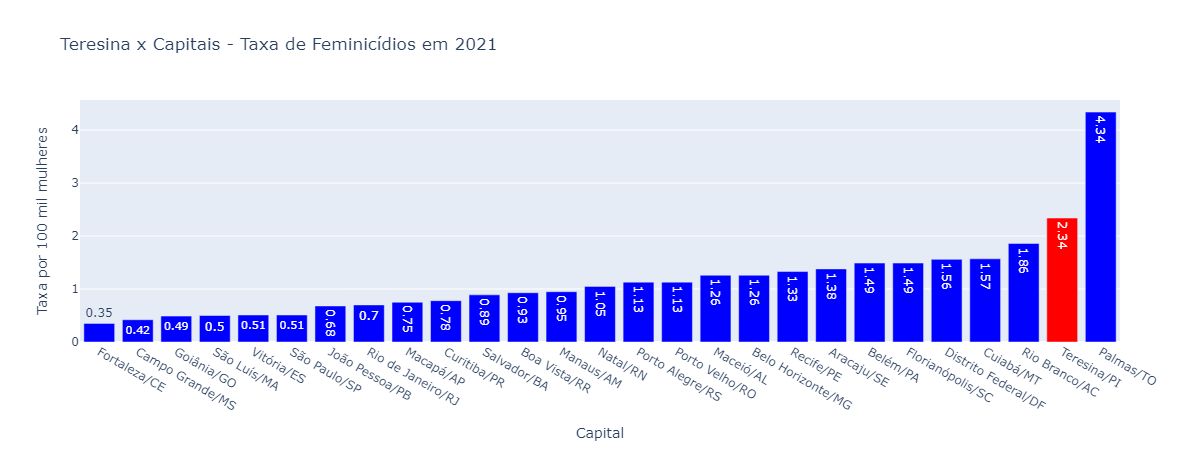 Teresina x Capitais - Taxa de Feminicídios em 2021
Taxa por 100 mil mulheres
4
3
2
1
0
0.35
0.42
0.49
0.5
0.51
0.51
0.68
0.7
0.75
0.78
0.89
0.93
0.95
1.05
1.13
1.13
1.26
1.26
1.33
1.38
1.49
1.49
1.56
1.57
1.86
2.34
4.34
Fortaleza/CE
Campo Grande/MS
Goiânia/GO
São Luís/MA
Vitória/ES
São Paulo/SP
João Pessoa/PB
Rio de Janeiro/RJ
Macapá/AP
Curitiba/PR
Salvador/BA
Boa Vista/RR
Manaus/AM
Natal/RN
Porto Alegre/RS
Porto Velho/RO
Maceió/AL
Belo Horizonte/MG
Recife/PE
Aracaju/SE
Belém/PA
Florianópolis/SC
Distrito Federal/DF
Cuiabá/MT
Rio Branco/AC
Teresina/PI
Palmas/TO
Capital